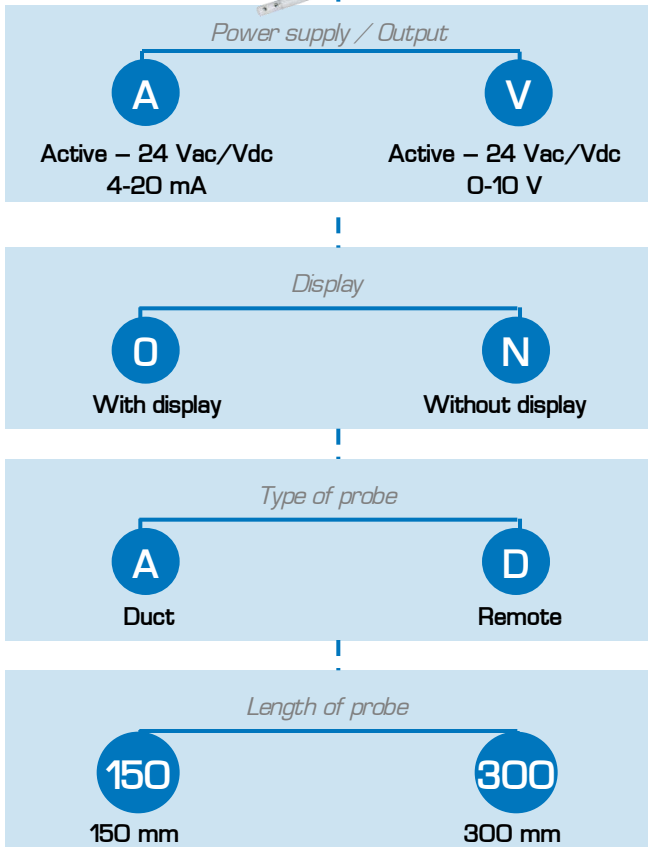 Power supply / Output
A
V
Active – 24 Vac/Vdc
4-20 mA
Active – 24 Vac/Vdc
0-10 V
Display
O
N
With display
Without display
Type of probe
A
D
Duct
Remote
Length of probe
150
300
150 mm
300 mm